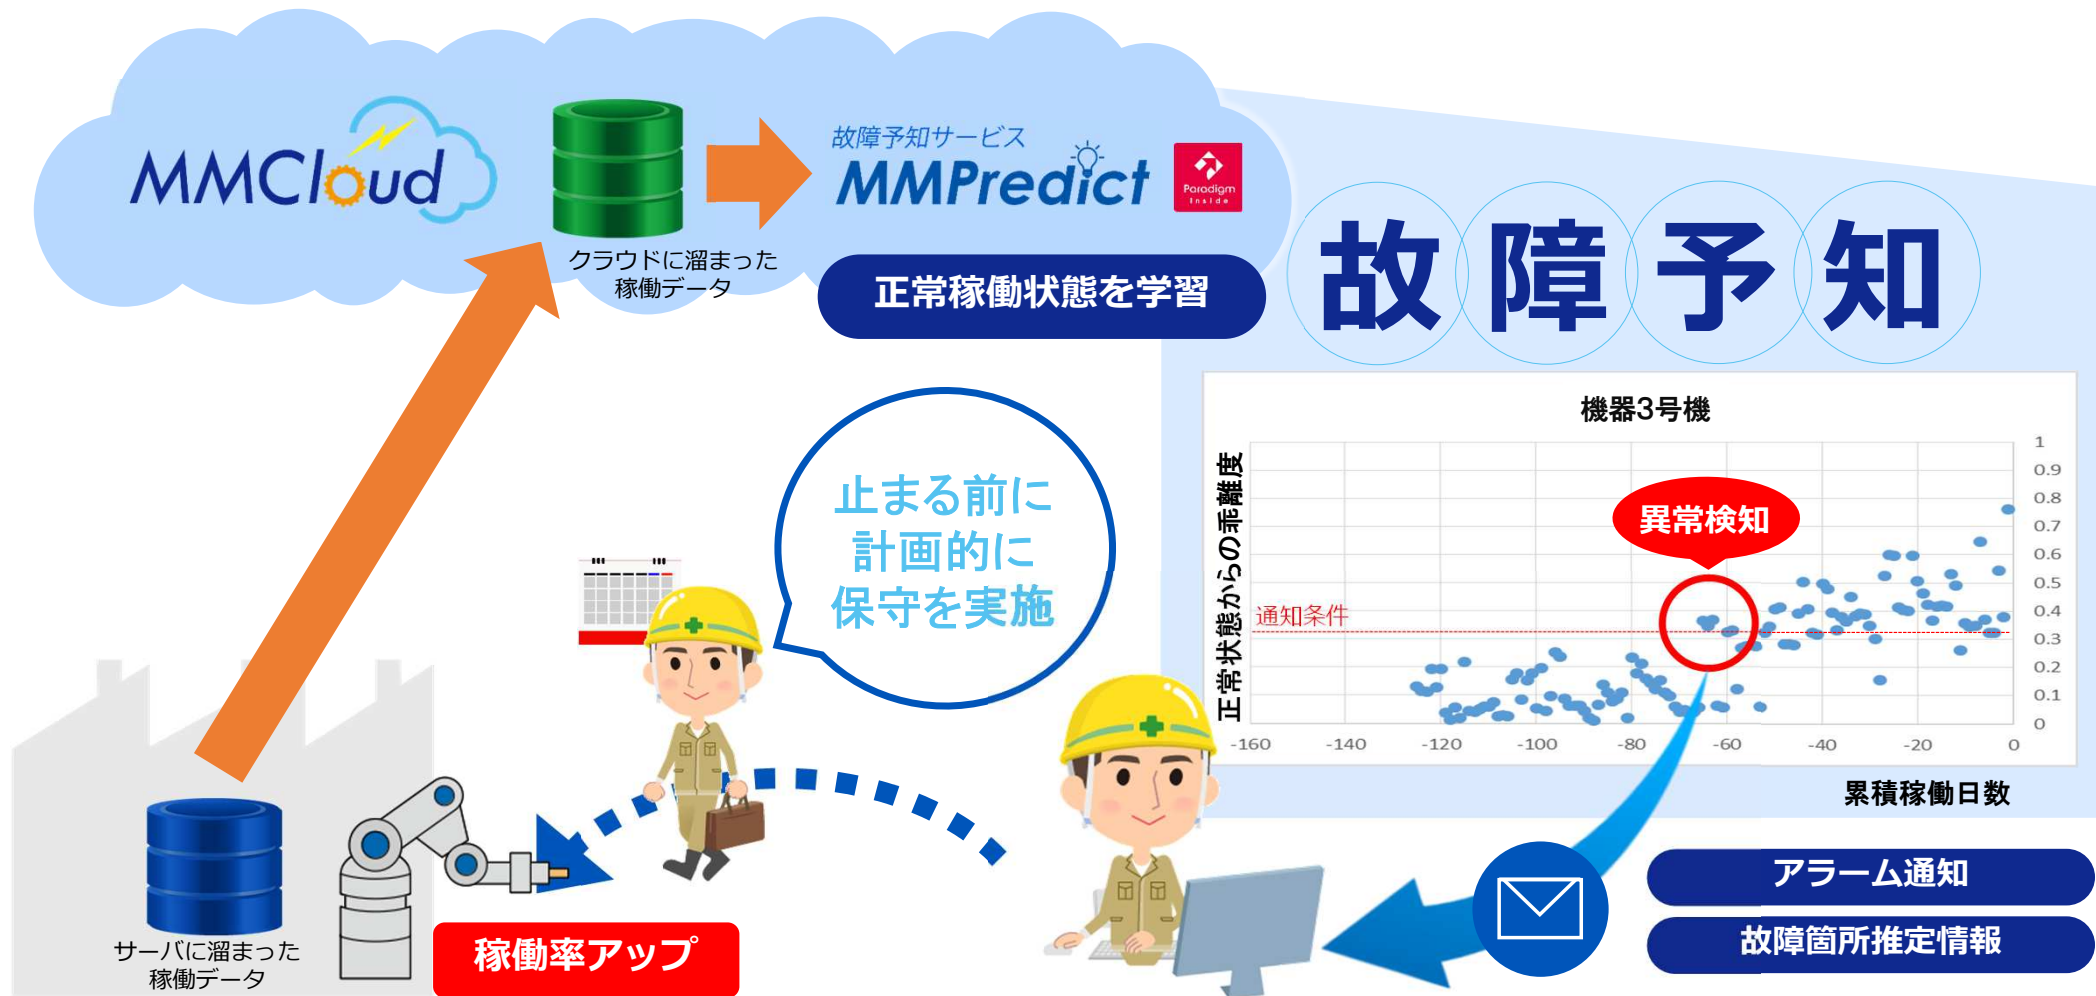 MMCloud
クラウドに溜まった
稼働データ
故障予知サービス
MMPredict
Paradigm
Inside
正常稼働状態を学習
故障予知
機器3号機
正常状態からの乖離度
異常検知
通知条件
1
0.9
0.8
0.7
0.6
0.5
0.4
0.3
0.2
0.1
0
-160 -140 -120 -100 -80 -60 -40 -20 0
累積稼働日数
止まる前に
計画的に
保守を実施
アラーム通知
故障箇所推定情報
稼働率アップ
サーバに溜まった
稼働データ